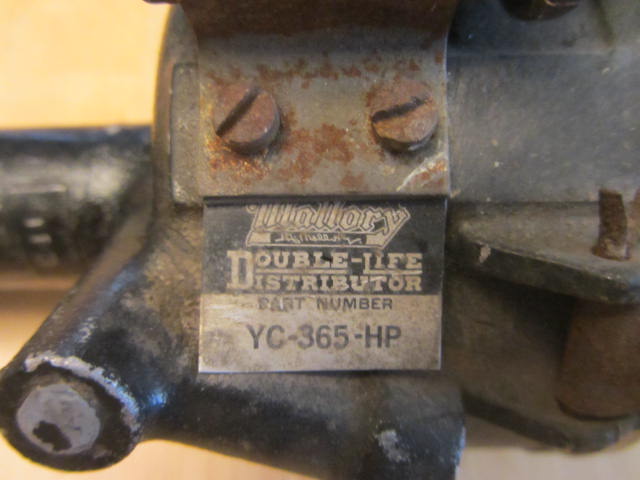 Mallory
DOUBLE-LIFE
DISTRIBUTOR
PART NUMBER
YC-365-HP